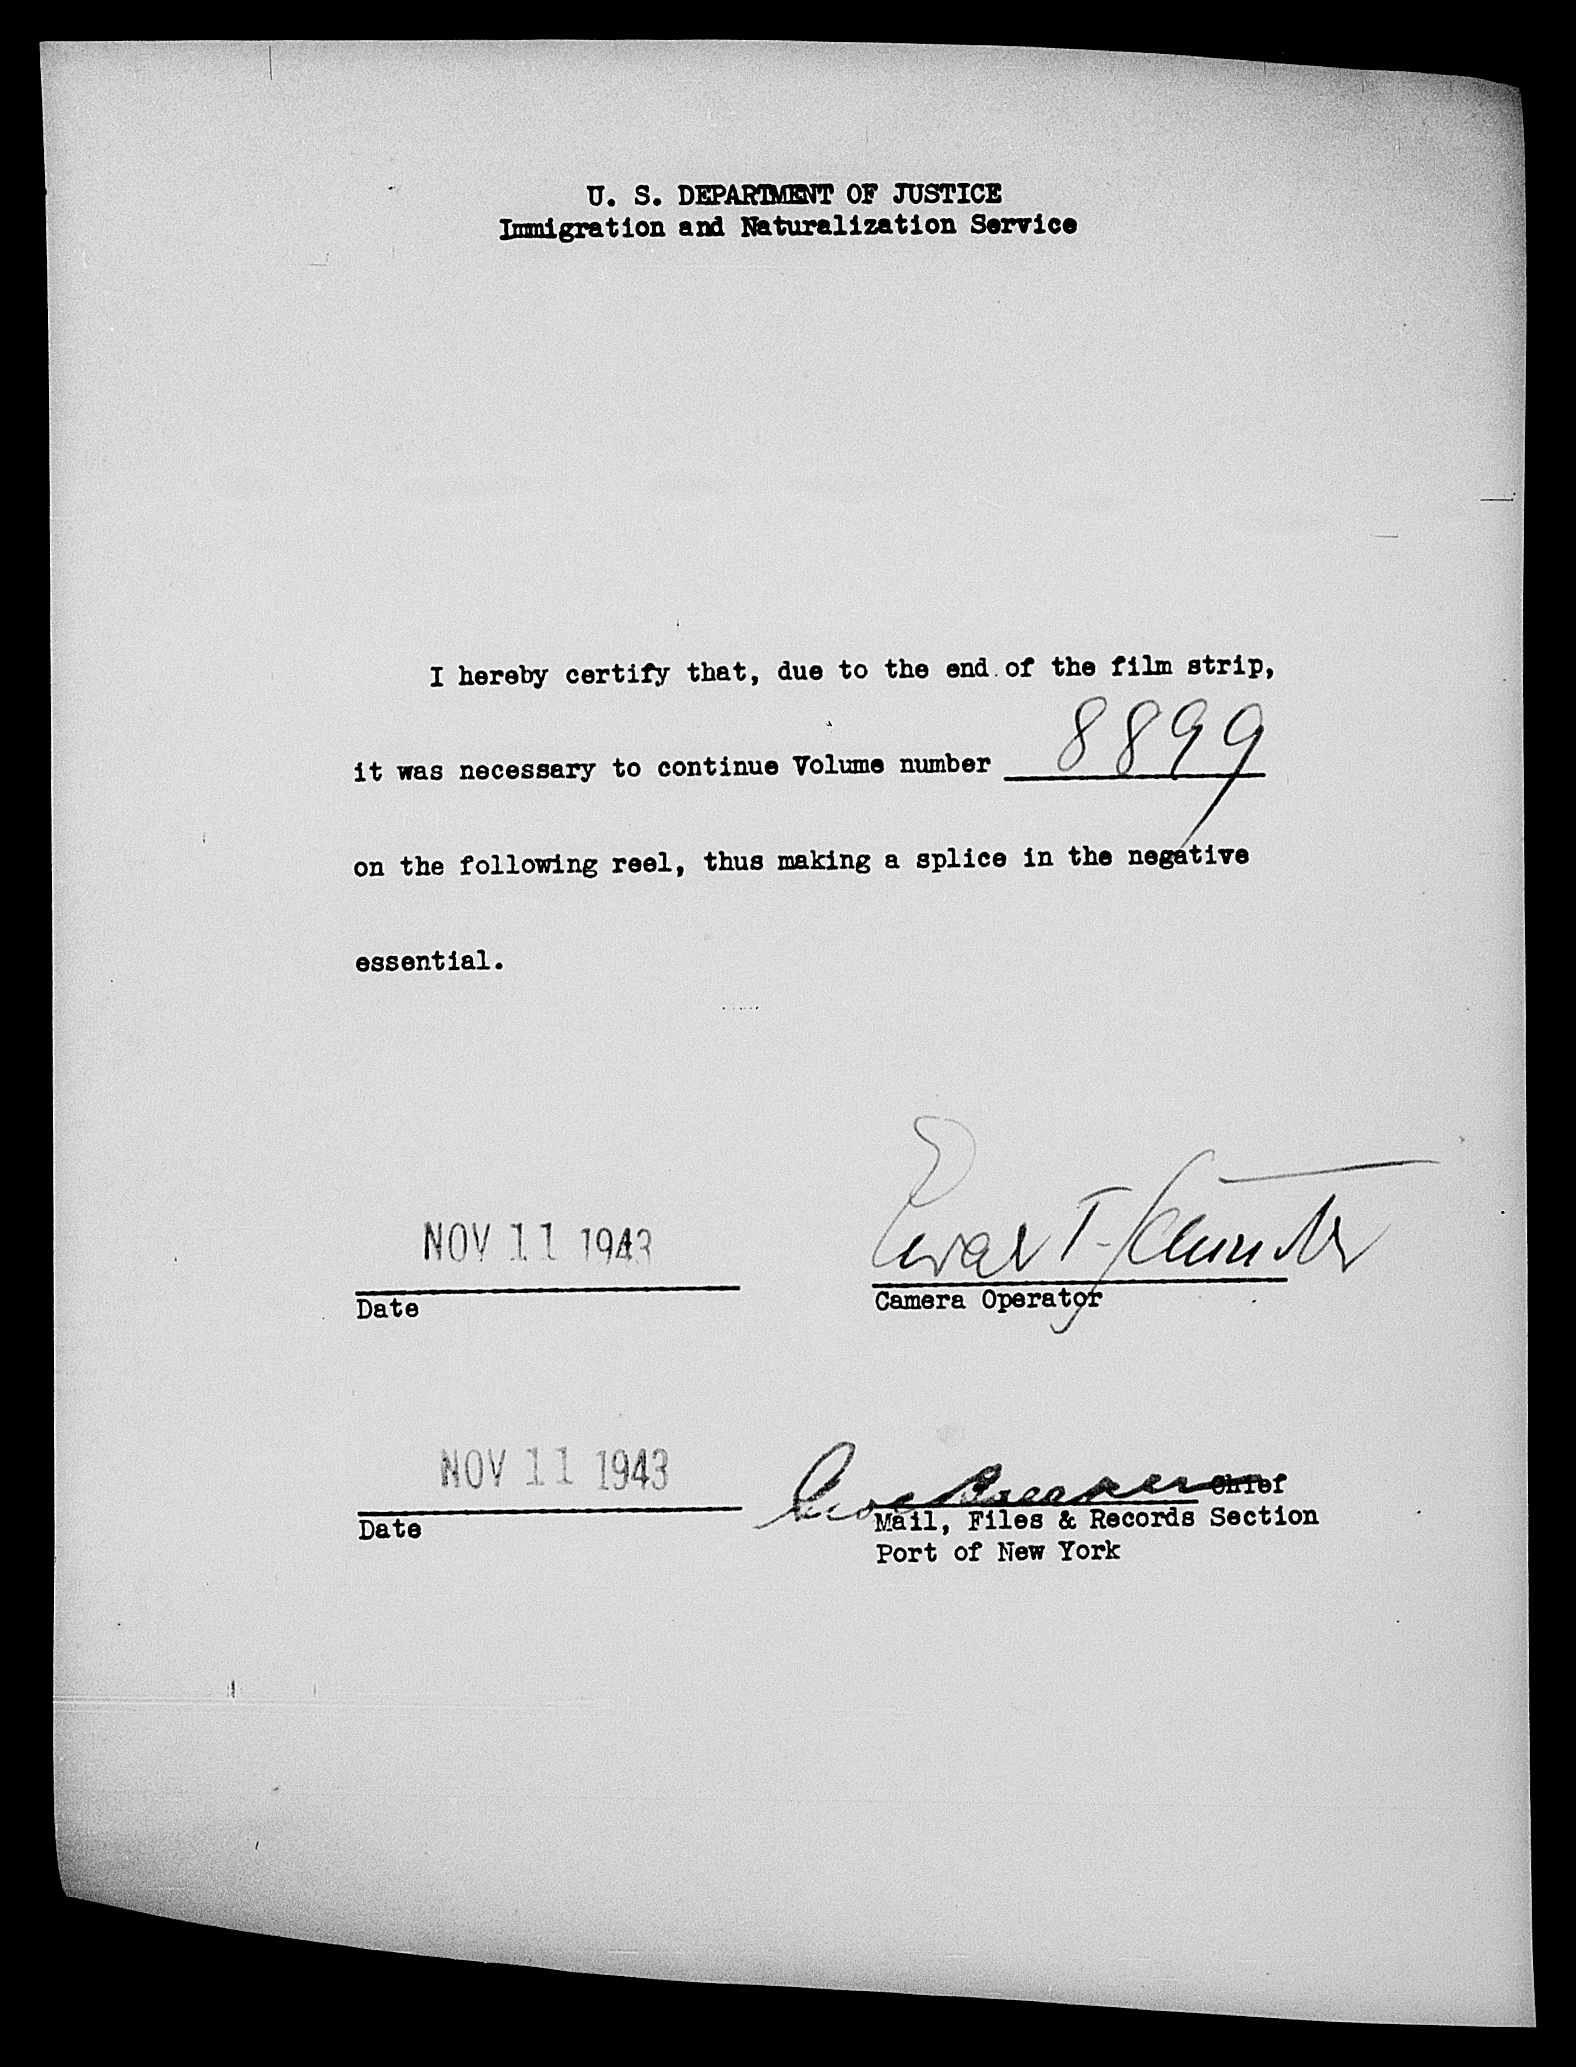 U. S. DEPARTMENT OF JUSTICE
Immigration and Naturalization Service
I hereby certify that, due to the end of the film strip,
it was necessary to continue Volume number 8899
on the following reel, thus making a splice in the negative
essential.
NOV 11 1943
Date
T.
Camera Operator
NOV 11 1943
Chief
Date
Mail, Files & Records Section
Port of New York